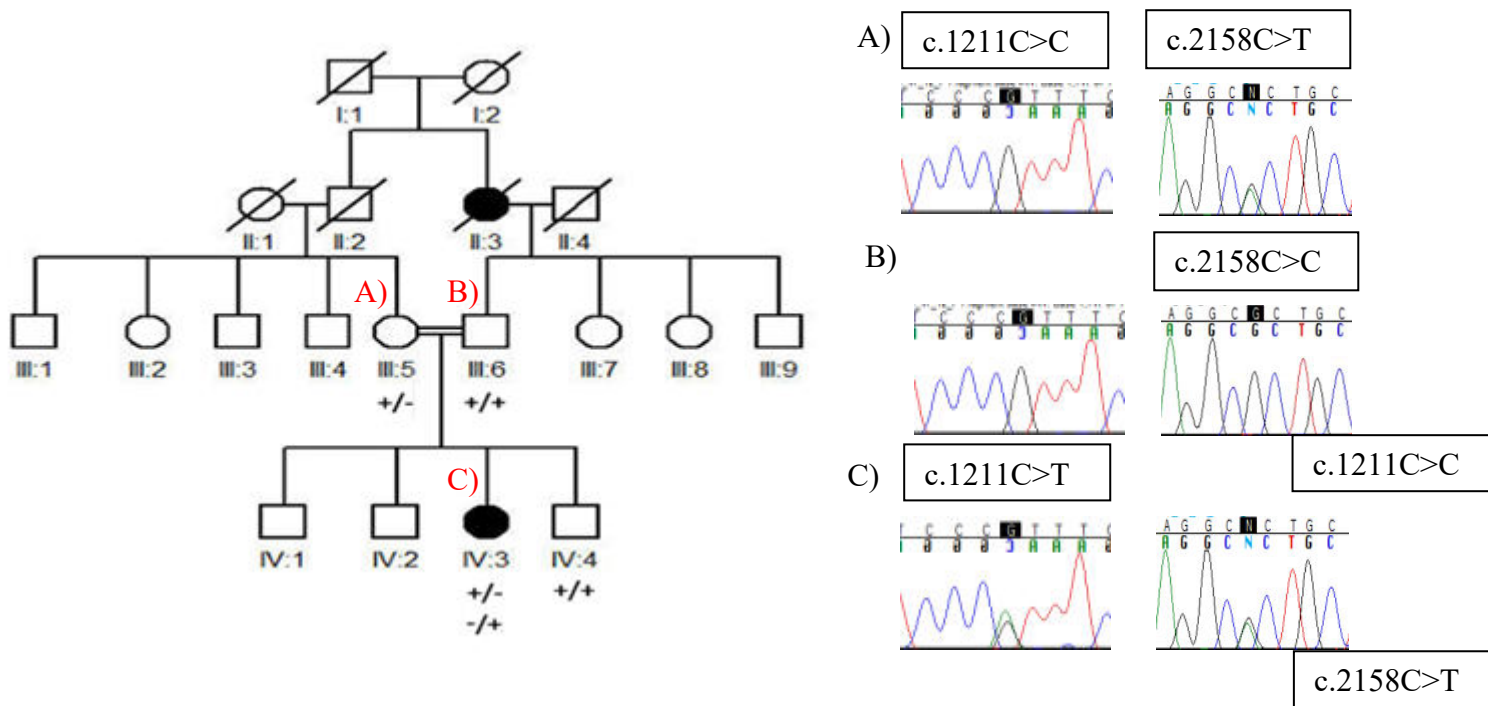 I:1 I:2
II:1 II:2 II:3 II:4
A) B)
III:1 III:2 III:3 III:4 III:5 III:6 III:7 III:8 III:9
+/- +/+
C)
IV:1 IV:2 IV:3 IV:4
+/- +/+
-/+
A) c.1211C>C c.2158C>T
C C C G T T T C A G G C N C T G C
A A A A G G C N C T G C
B) c.2158C>C
C C C G T T T C A G G C G C T G C
A A A A G G C G C T G C
c.1211C>C
C) c.1211C>T
C C C G T T T C A G G C N C T G C
A A A A G G C N C T G C
c.2158C>T